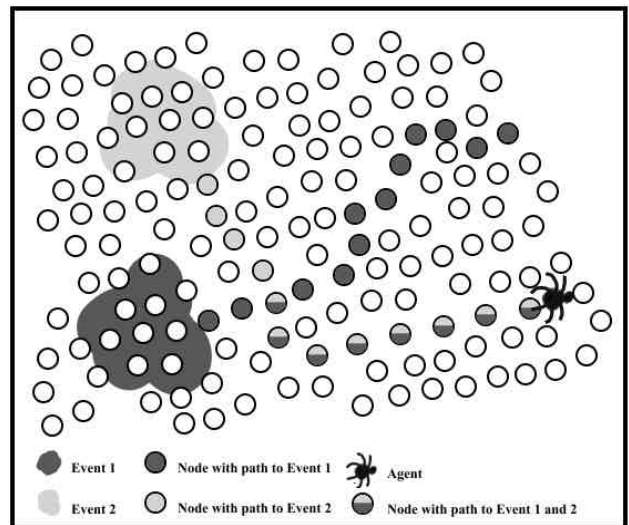 Event 1
Node with path to Event 1
Agent
Event 2
Node with path to Event 2
Node with path to Event 1 and 2